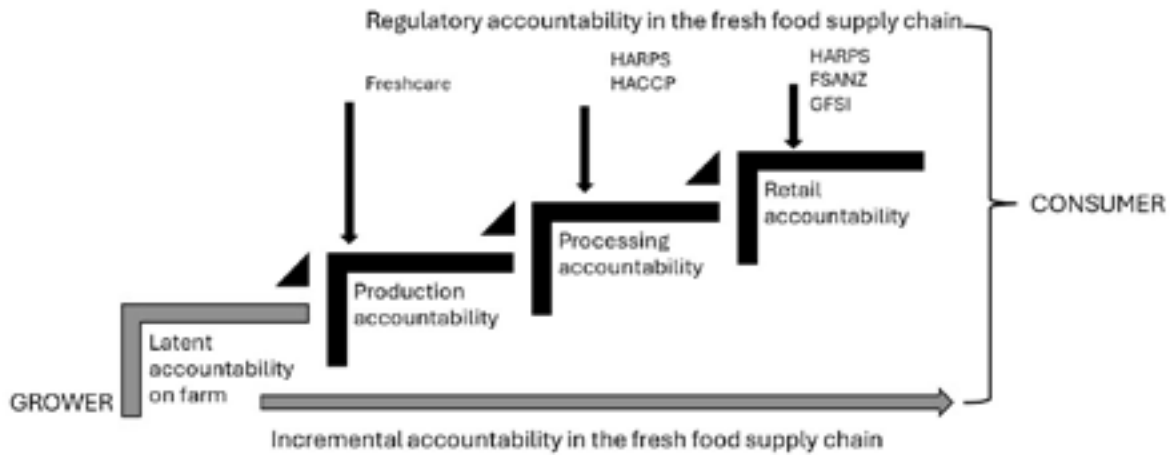 Regulatory accountability in the fresh food supply chain
Freshcare
HARPS
HACCP
HARPS
FSANZ
GFSI
Retail
accountability
CONSUMER
Processing
accountability
Production
accountability
Latent
accountability
on farm
GROWER
Incremental accountability in the fresh food supply chain